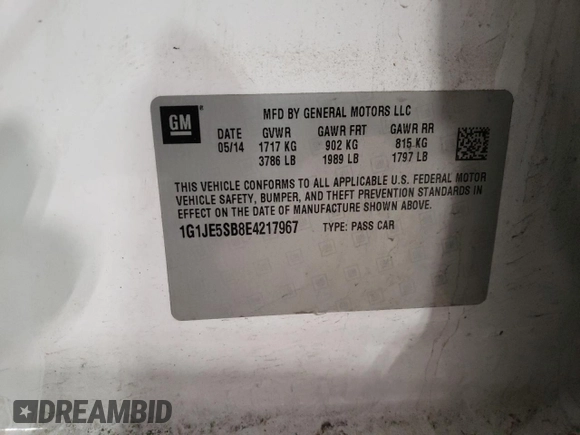 GM
MFD BY GENERAL MOTORS LLC
DATE GVWR GAWR FRT GAWR RR
05/14 1717 KG 902 KG 815 KG
3786 LB 1989 LB 1797 LB
THIS VEHICLE CONFORMS TO ALL APPLICABLE U.S. FEDERAL MOTOR
VEHICLE SAFETY, BUMPER, AND THEFT PREVENTION STANDARDS IN
EFFECT ON THE DATE OF MANUFACTURE SHOWN ABOVE.
1G1JE5SB8E4217967 TYPE: PASS CAR
DREAMBID